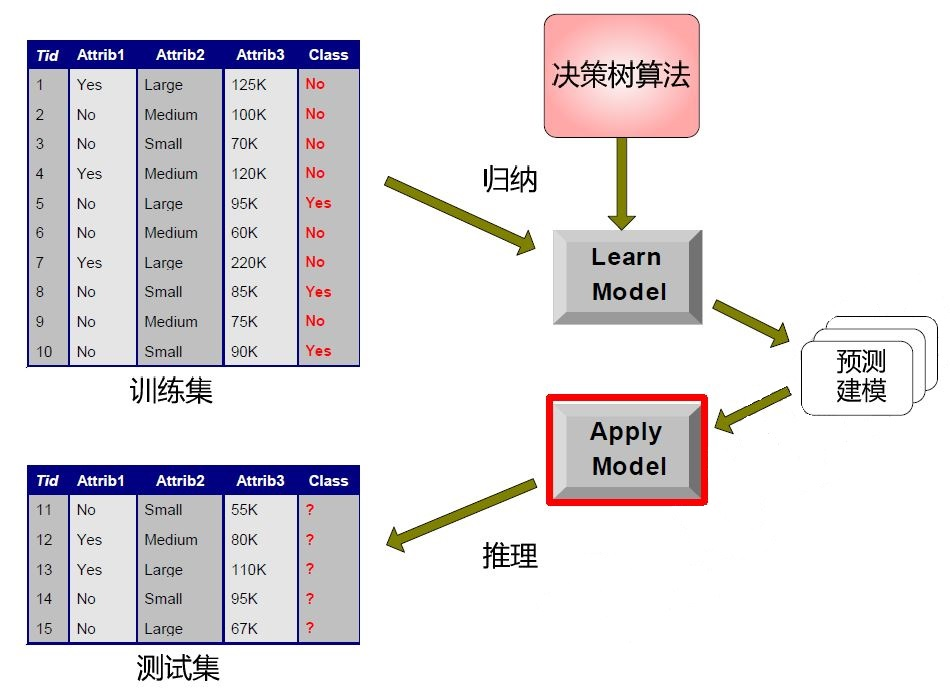 Tid Attrib1 Attrib2 Attrib3 Class
1 Yes Large 125K No
2 No Medium 100K No
3 No Small 70K No
4 Yes Medium 120K No
5 No Large 95K Yes
6 No Medium 60K No
7 Yes Large 220K No
8 No Small 85K Yes
9 No Medium 75K No
10 No Small 90K Yes
训练集
决策树算法
归纳
Learn
Model
预测
建模
Apply
Model
推理
Tid Attrib1 Attrib2 Attrib3 Class
11 No Small 55K ?
12 Yes Medium 80K ?
13 Yes Large 110K ?
14 No Small 95K ?
15 No Large 67K ?
测试集